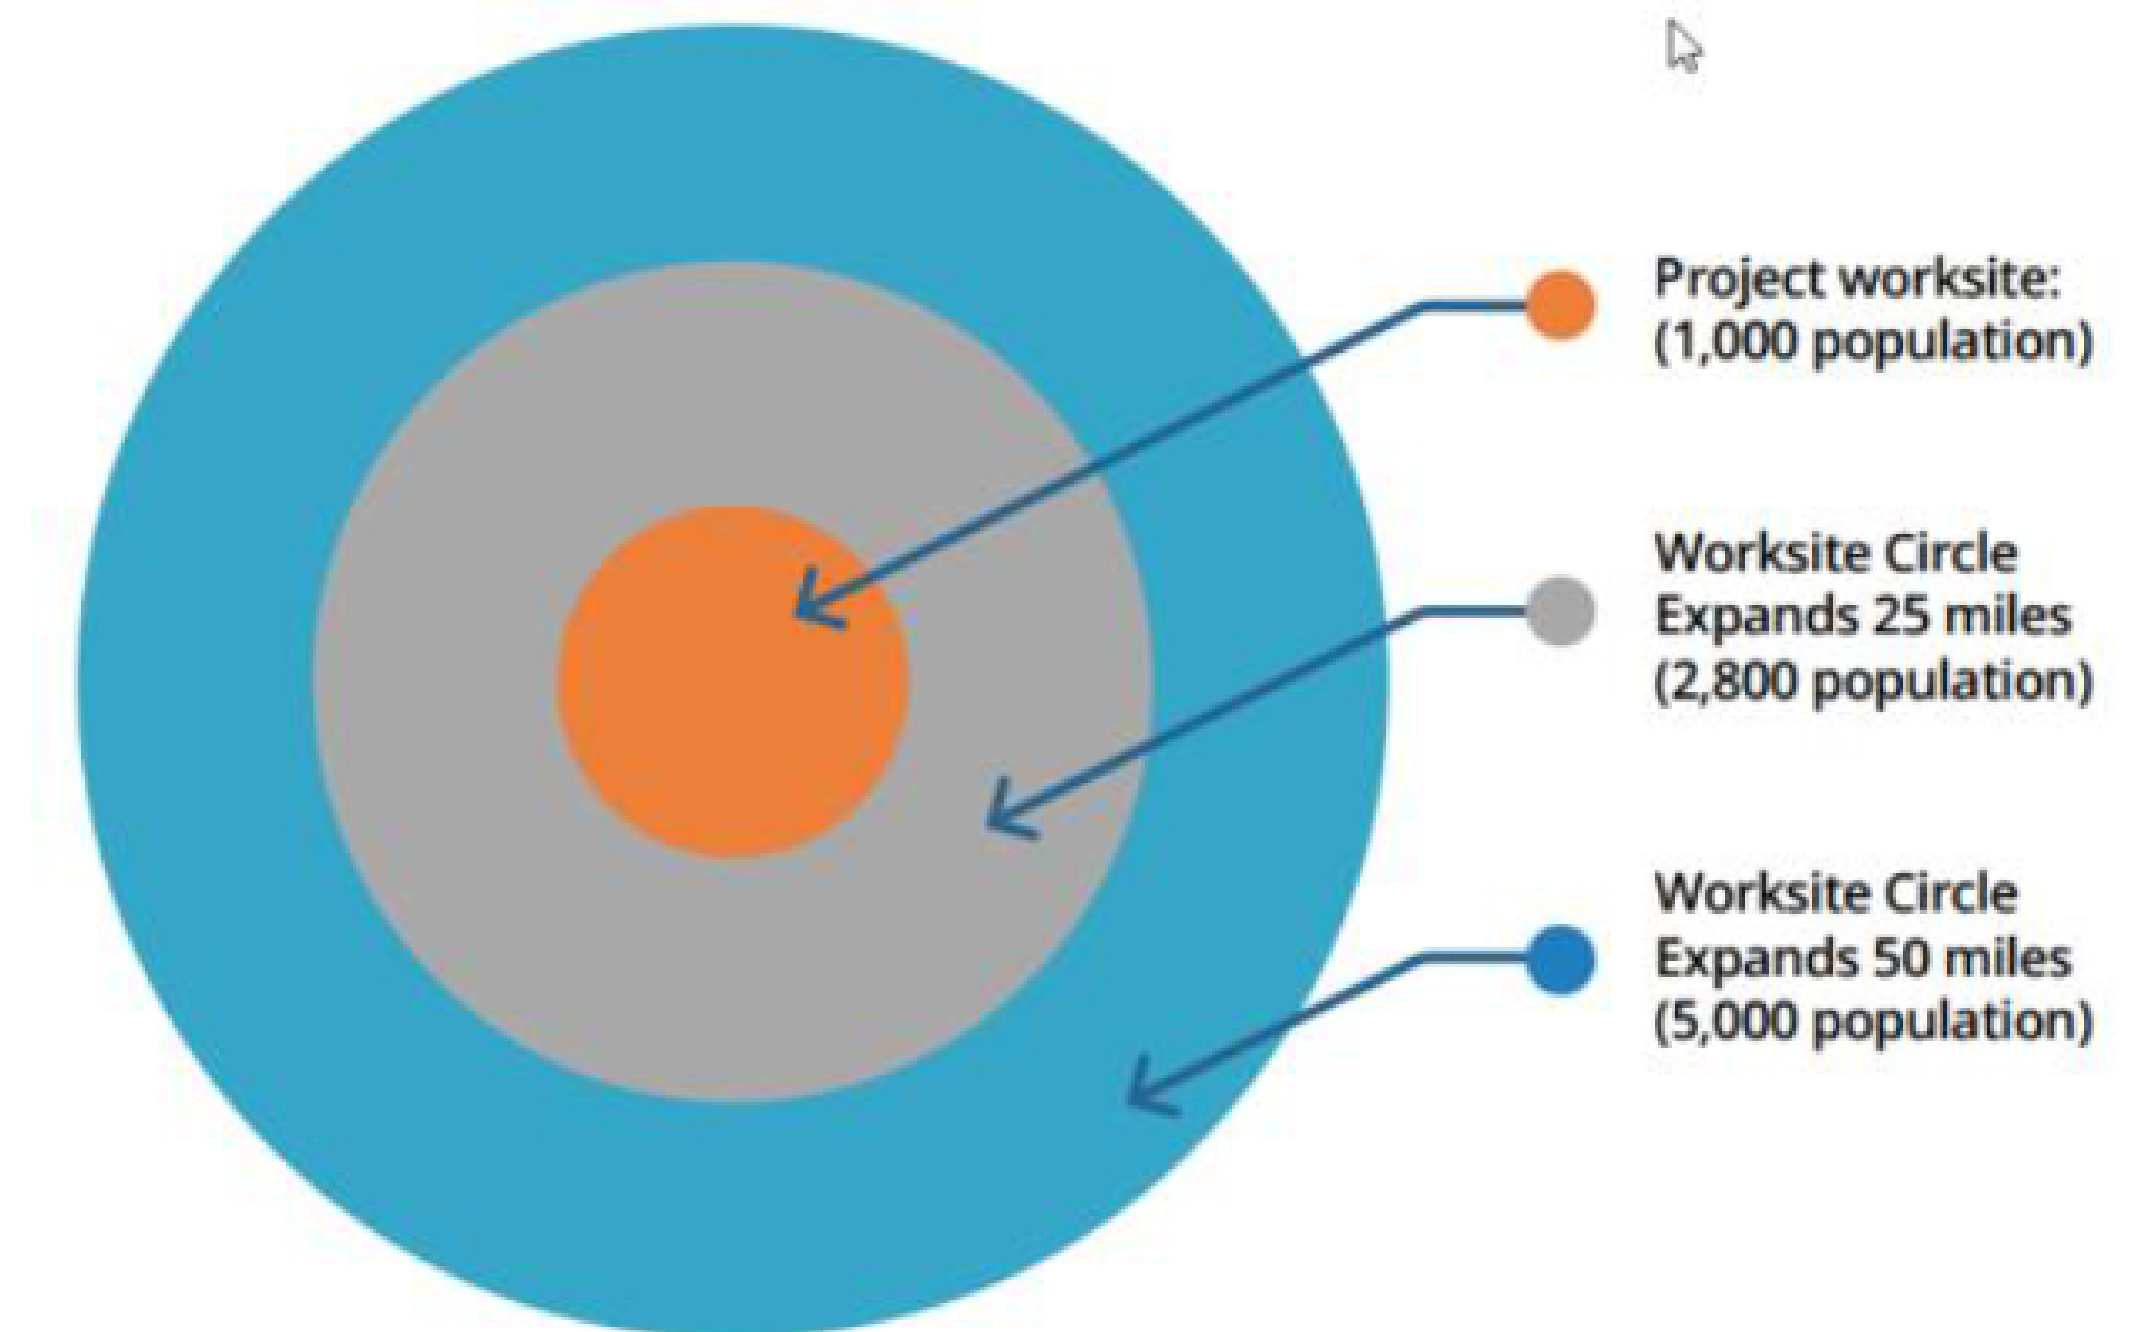 Project worksite:
(1,000 population)
Worksite Circle
Expands 25 miles
(2,800 population)
Worksite Circle
Expands 50 miles
(5,000 population)